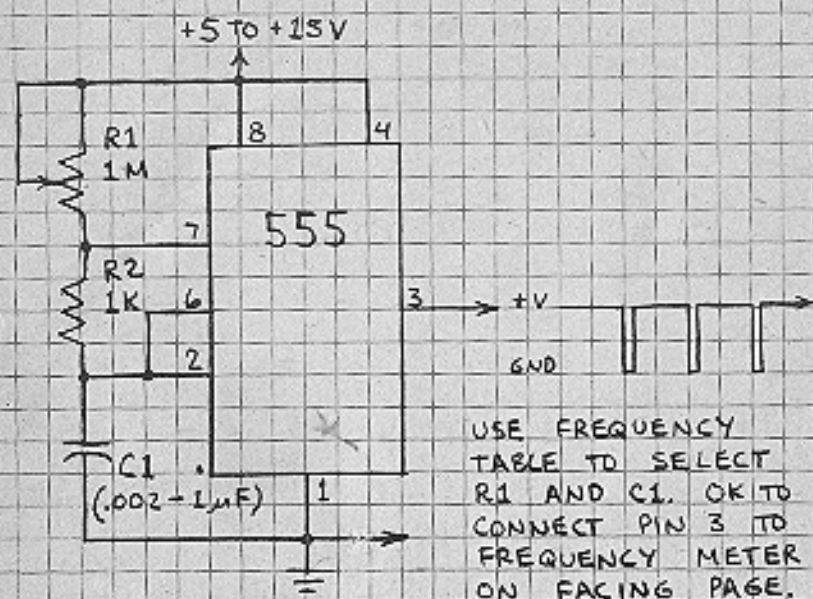 +5 TO +15V
R1
1M
8
4
555
7
R2
1K
6
2
3
+V
GND
C1
(.002-1µF)
1
USE FREQUENCY
TABLE TO SELECT
R1 AND C1. OK TO
CONNECT PIN 3 TO
FREQUENCY METER
ON FACING PAGE.